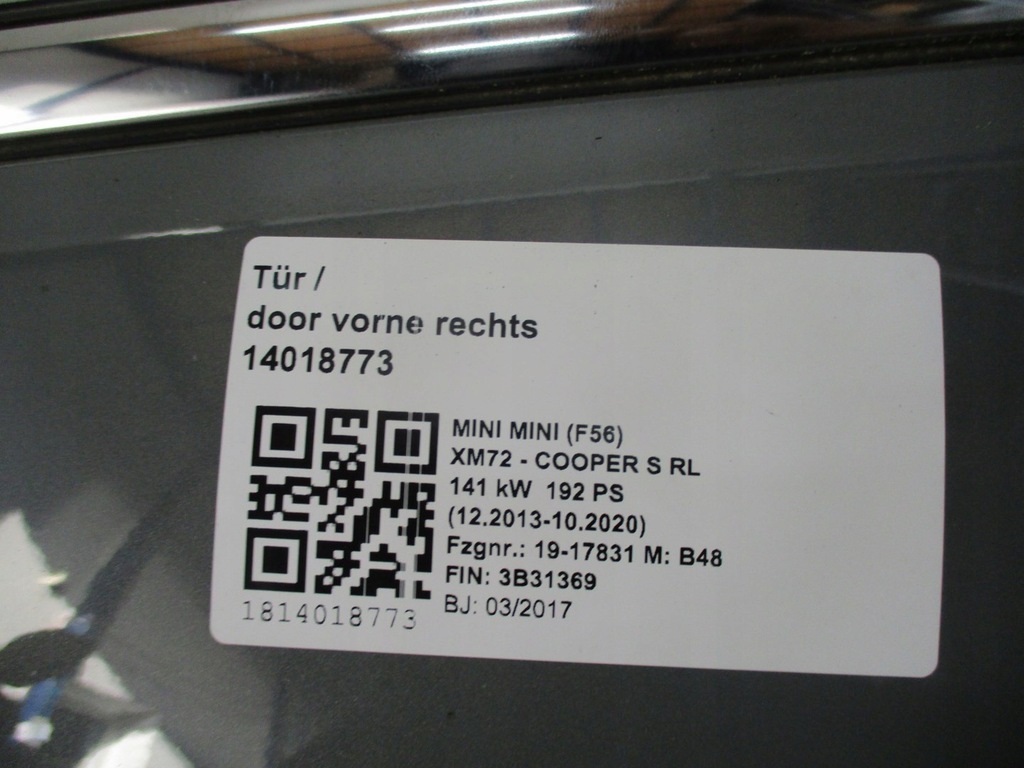 Tür /
door vorne rechts
14018773
MINI MINI (F56)
XM72 - COOPER S RL
141 kW 192 PS
(12.2013-10.2020)
Fzgnr.: 19-17831 M: B48
FIN: 3B31369
BJ: 03/2017
1814018773